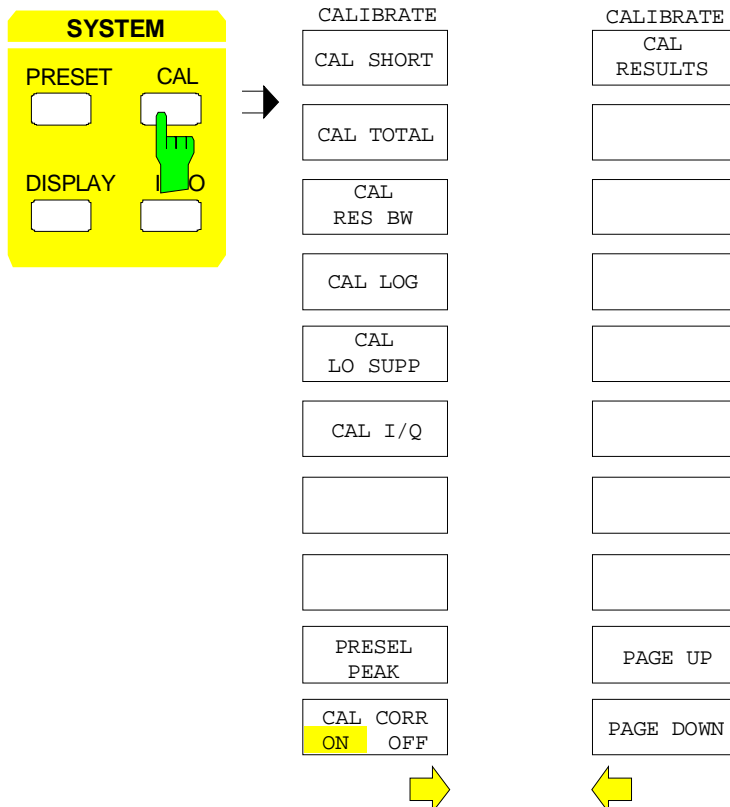 SYSTEM
PRESET CAL
DISPLAY
CALIBRATE
CAL SHORT
CAL TOTAL
CAL
RES BW
CAL LOG
CAL
LO SUPP
CAL I/Q
PRESEL
PEAK
CAL CORR
ON OFF
CALIBRATE
CAL
RESULTS
PAGE UP
PAGE DOWN